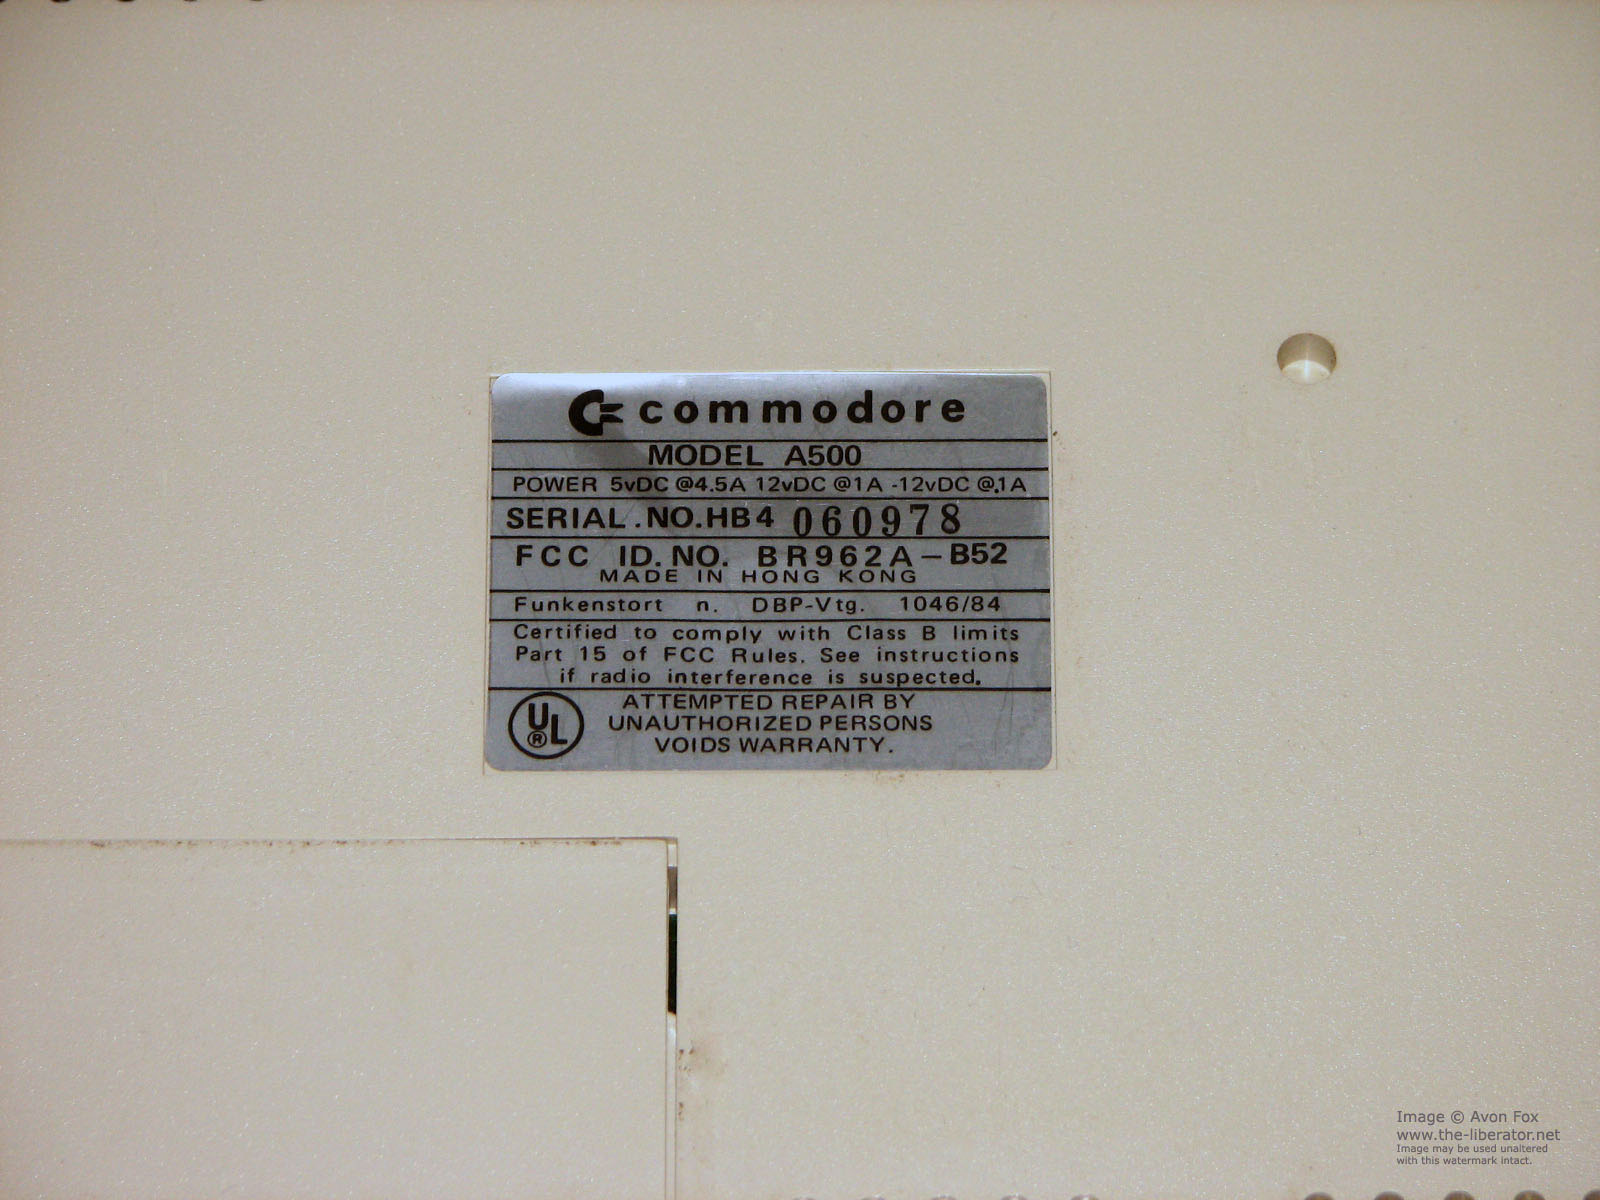 commodore
MODEL A500
POWER 5vDC @4.5A 12vDC @1A -12vDC @.1A
SERIAL.NO.HB4 060978
FCC ID. NO. BR962A-B52
MADE IN HONG KONG
Funkenstort n. DBP-Vtg. 1046/84
Certified to comply with Class B limits
Part 15 of FCC Rules. See instructions
if radio interference is suspected.
UL®
ATTEMPTED REPAIR BY
UNAUTHORIZED PERSONS
VOIDS WARRANTY.
Image © Avon Fox
www.the-liberator.net
Image may be used unaltered
with this watermark intact.